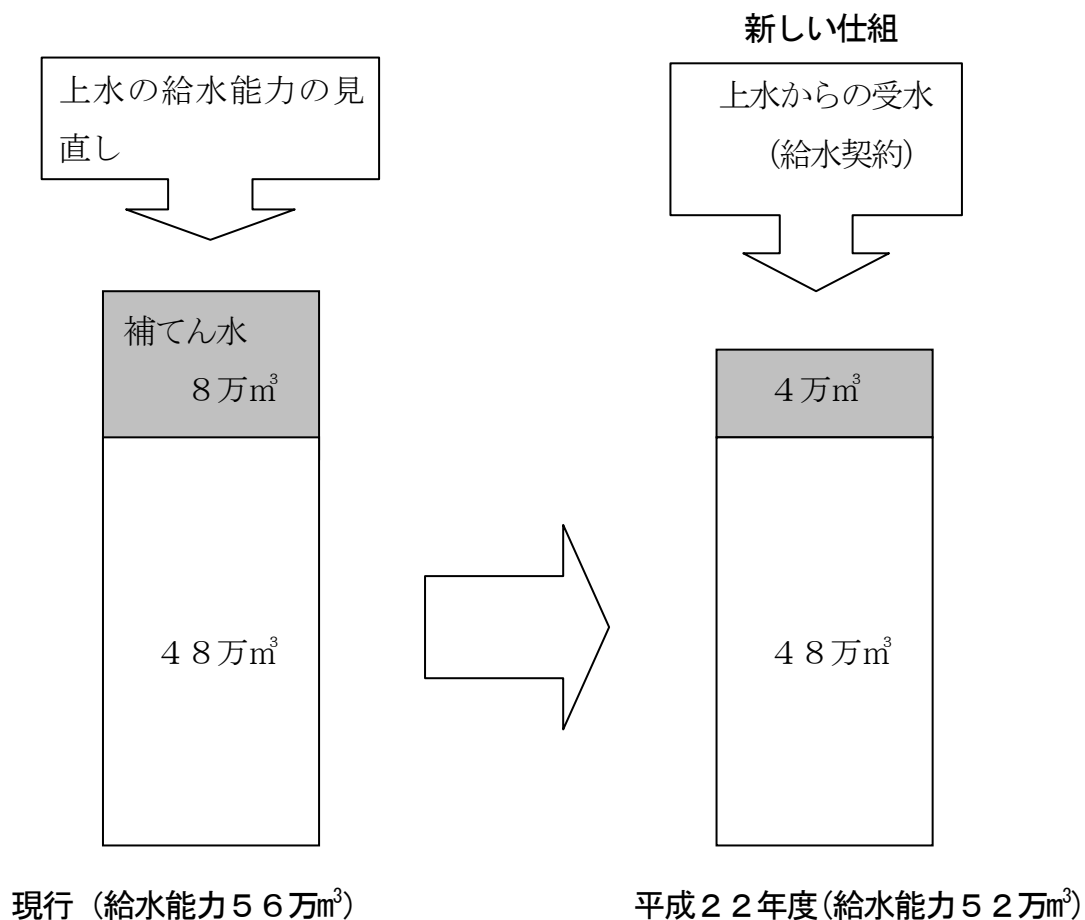 新しい仕組
上水の給水能力の見
直し
上水からの受水
（給水契約）
補てん水
８万㎥
４万㎥
４８万㎥
４８万㎥
現行（給水能力５６万㎥）
平成２２年度（給水能力５２万㎥）